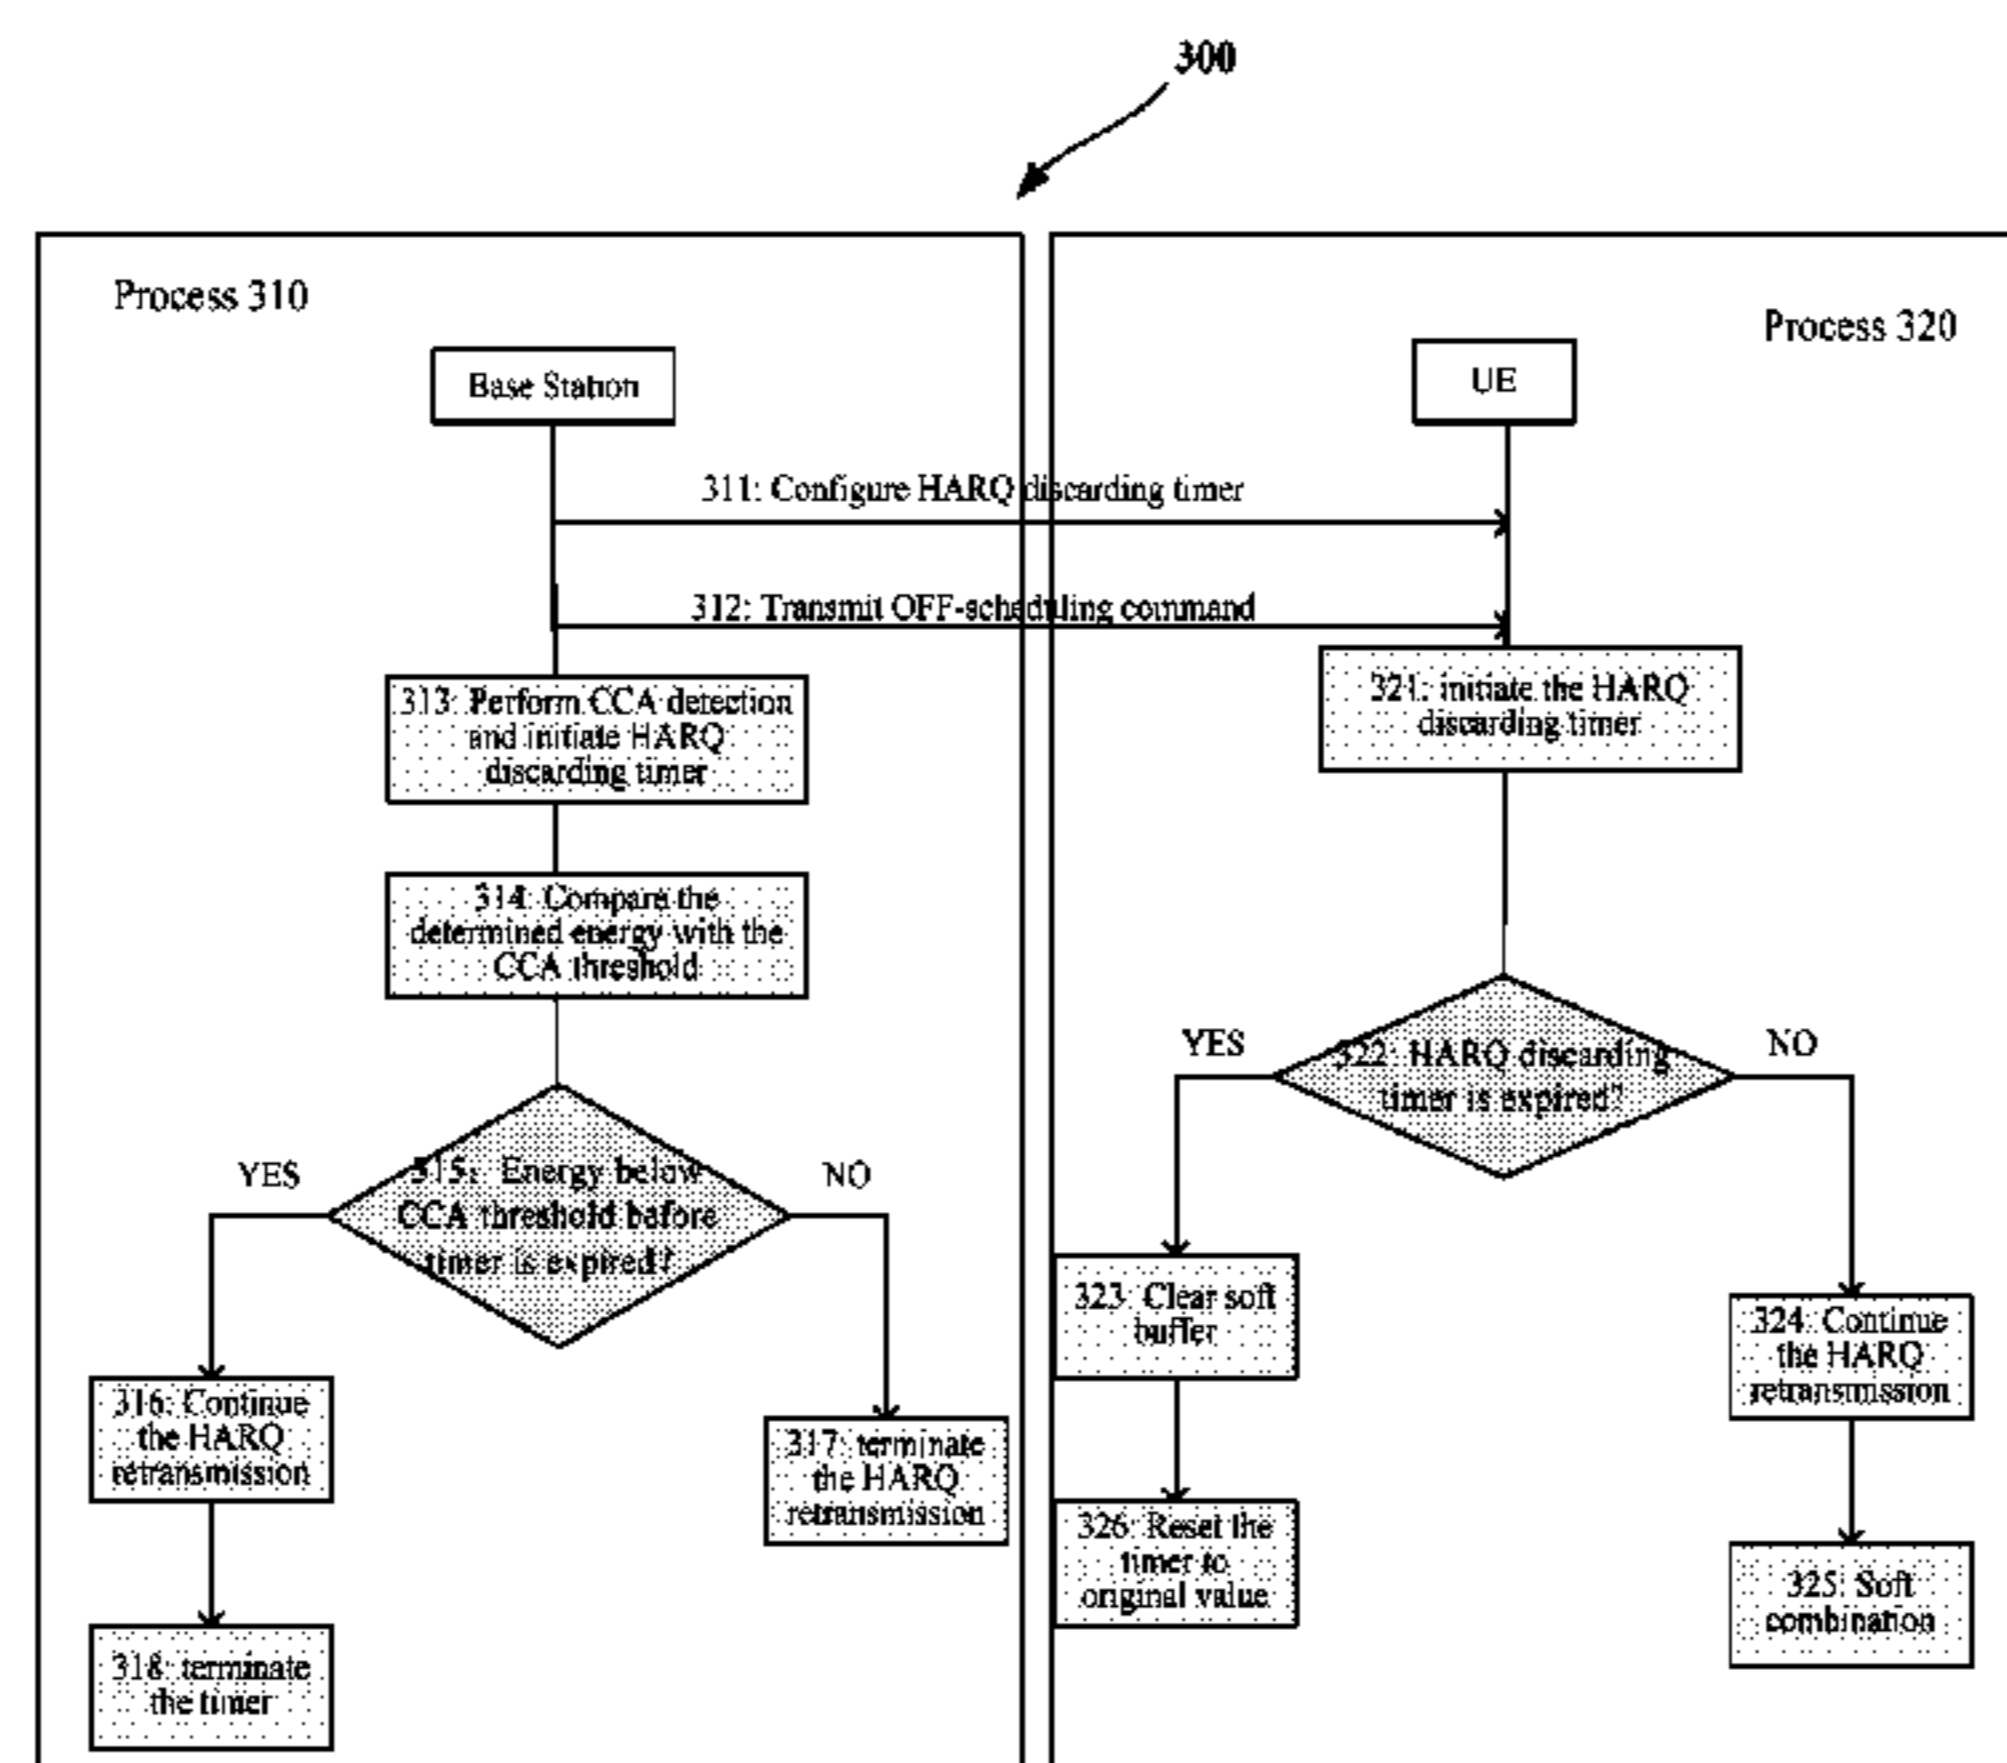 300
Process 310
Process 320
Base Station
UE
311: Configure HARQ discarding timer
312: Transmit OFF-scheduling command
313: Perform CCA detection
and initiate HARQ
discarding timer
321: initiate the HARQ
discarding timer
314: Compare the
determined energy with the
CCA threshold
YES
322: HARQ discarding
timer is expired?
NO
YES
315: Energy below
CCA threshold before
timer is expired?
NO
323: Clear soft
buffer
324: Continue
the HARQ
retransmission
316: Continue
the HARQ
retransmission
317: terminate
the HARQ
retransmission
326: Reset the
timer to
original value
325: Soft
combination
318: terminate
the timer